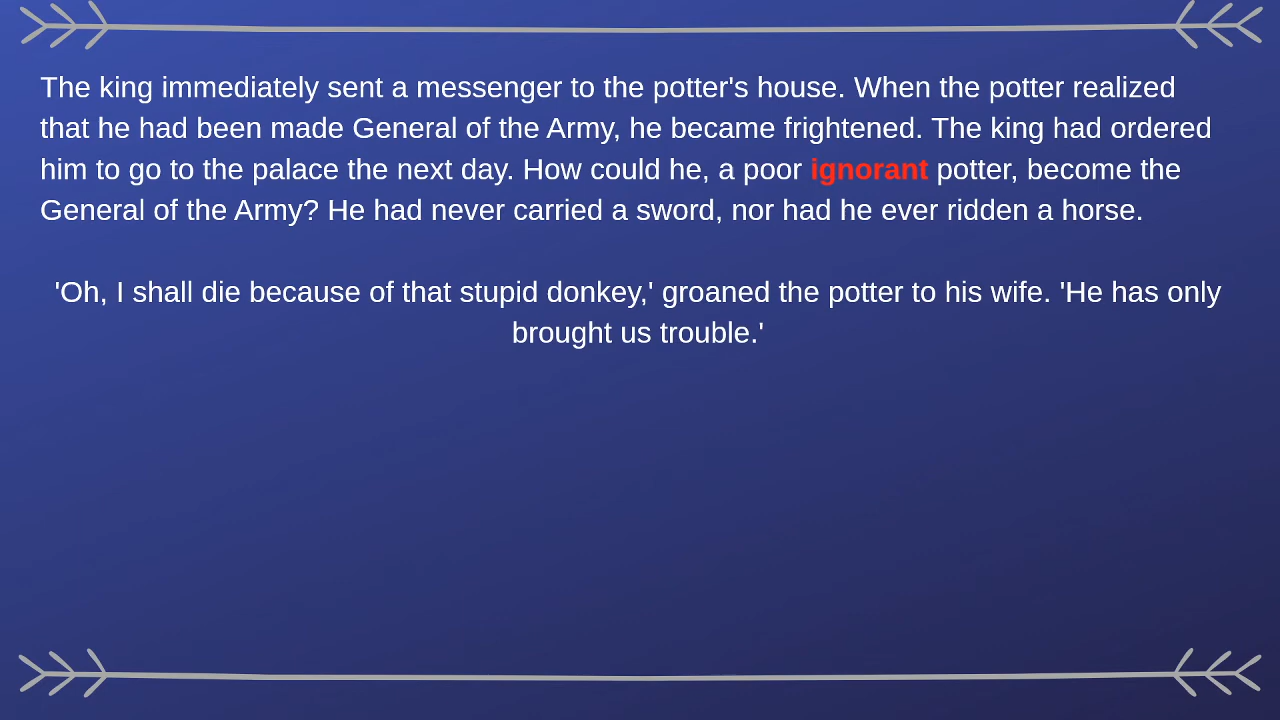 The king immediately sent a messenger to the potter's house. When the potter realized
that he had been made General of the Army, he became frightened. The king had ordered
him to go to the palace the next day. How could he, a poor ignorant potter, become the
General of the Army? He had never carried a sword, nor had he ever ridden a horse.
'Oh, I shall die because of that stupid donkey,' groaned the potter to his wife. 'He has only
brought us trouble.'